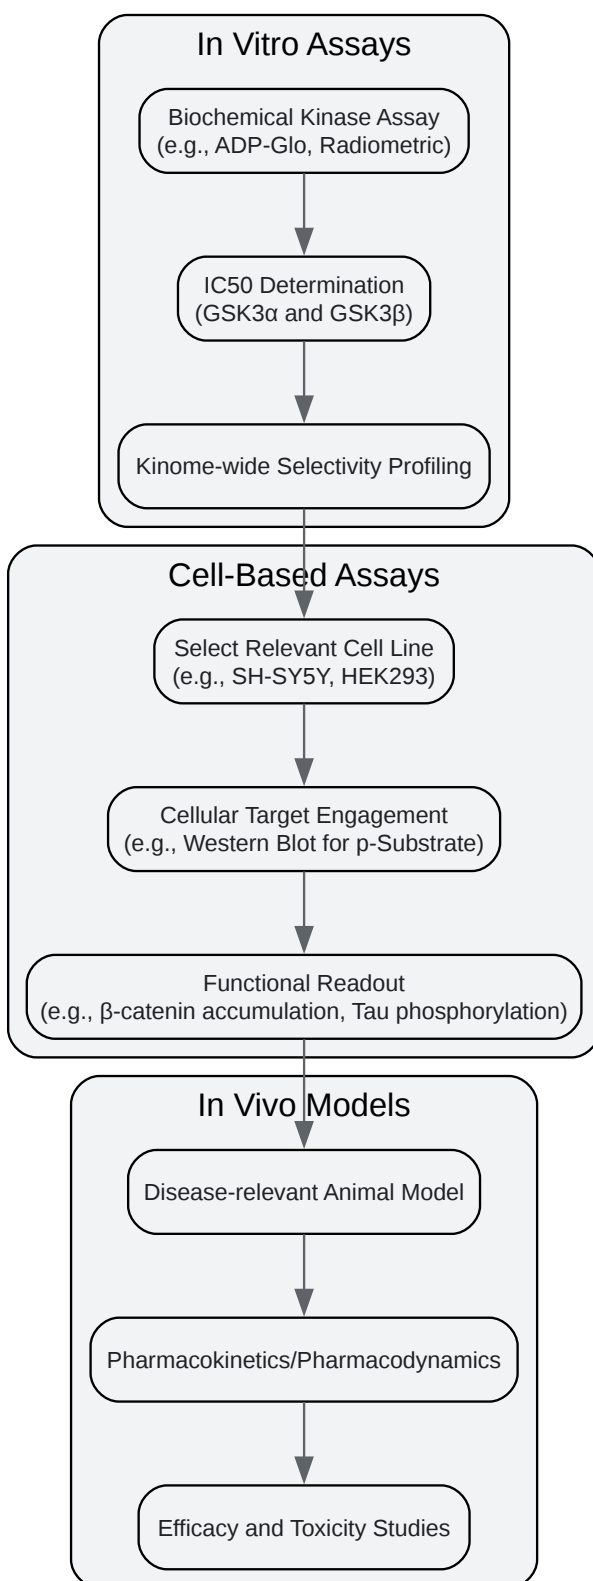 In Vitro Assays
Biochemical Kinase Assay
(e.g., ADP-Glo, Radiometric)
IC50 Determination
(GSK3α and GSK3β)
Kinome-wide Selectivity Profiling
Cell-Based Assays
Select Relevant Cell Line
(e.g., SH-SY5Y, HEK293)
Cellular Target Engagement
(e.g., Western Blot for p-Substrate)
Functional Readout
(e.g., β-catenin accumulation, Tau phosphorylation)
In Vivo Models
Disease-relevant Animal Model
Pharmacokinetics/Pharmacodynamics
Efficacy and Toxicity Studies